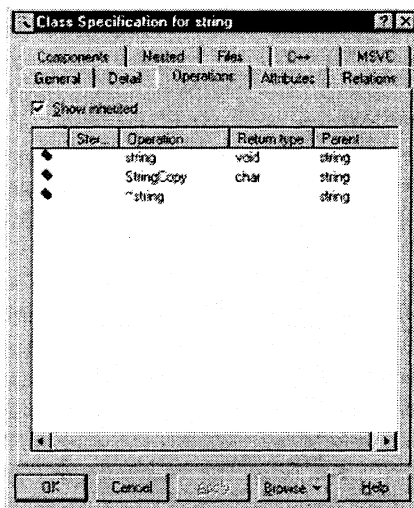 Class Specification for string
Components Nested Files C++ MSVC
General Detail Operations Attributes Relations
Show inherited
Ster... Operation Return type Parent
string void string
StringCopy char string
~string string
OK Cancel Apply Browse Help